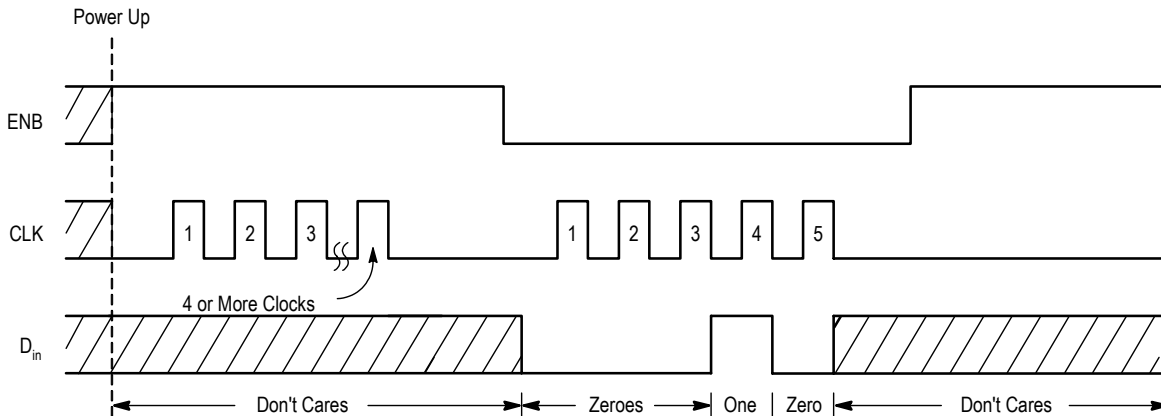 Power Up
ENB
CLK
1 2 3 1 2 3 4 5
4 or More Clocks
Din
Don't Cares Zeroes One Zero Don't Cares